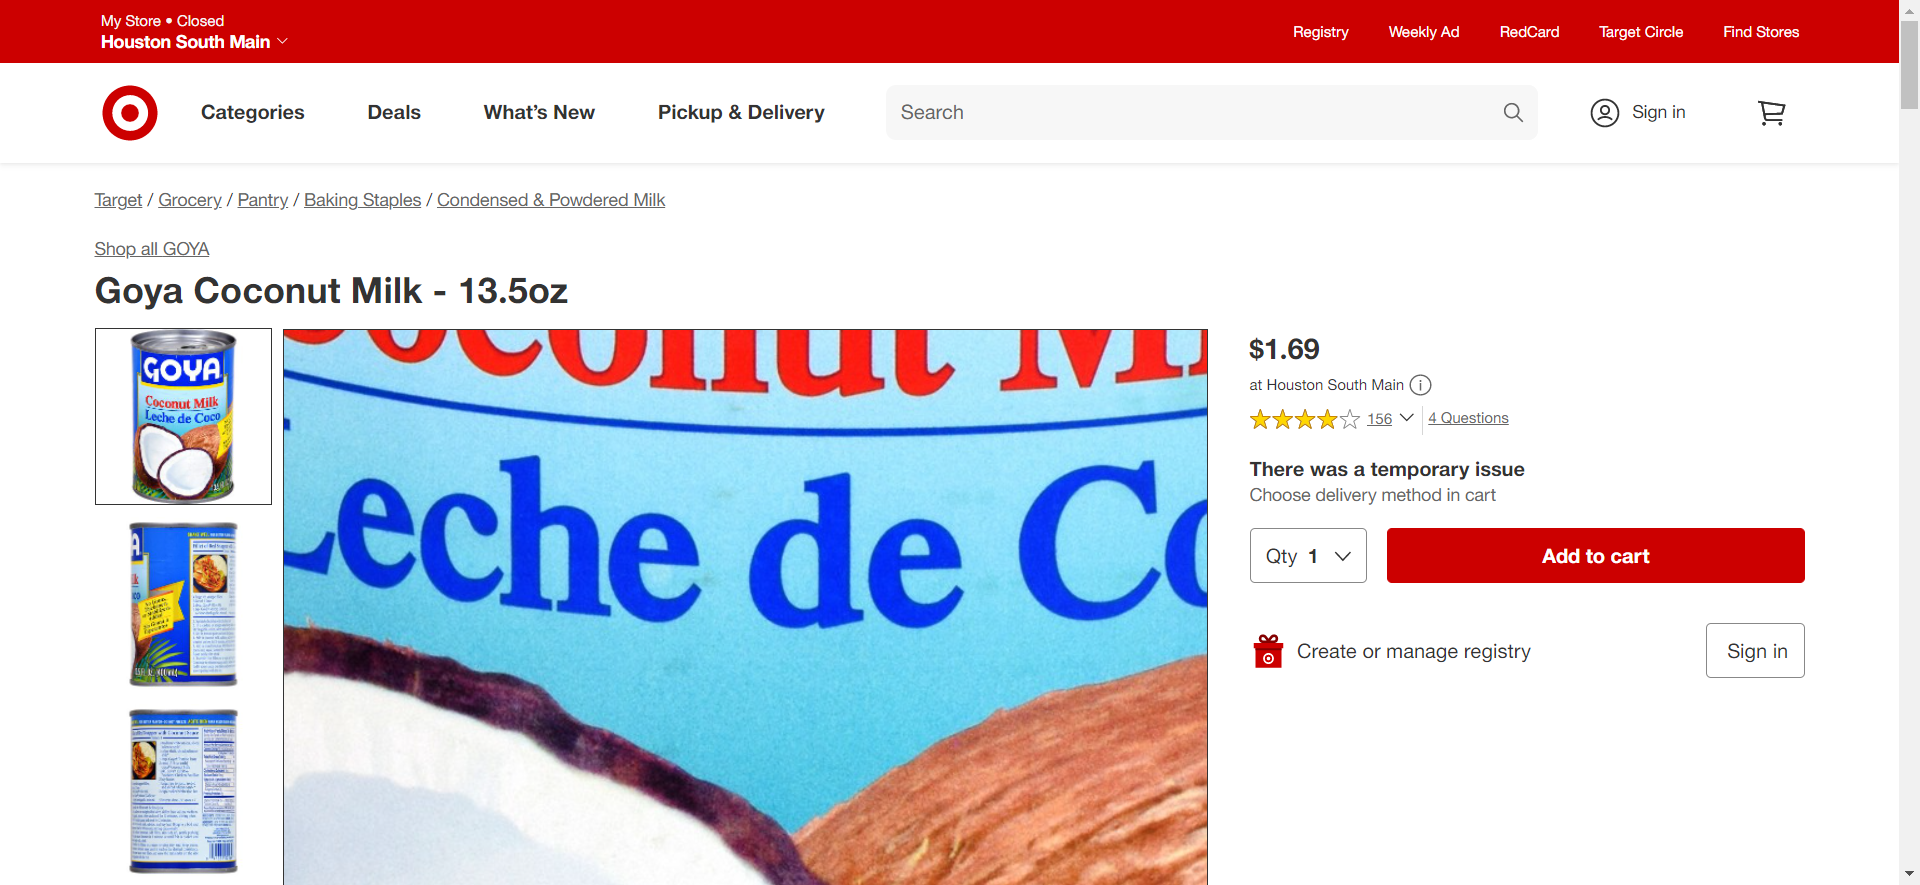 My Store • Closed
Houston South Main
Registry
Weekly Ad
RedCard
Target Circle
Find Stores
Categories
Deals
What's New
Pickup & Delivery
Search
Sign in
Target / Grocery / Pantry / Baking Staples / Condensed & Powdered Milk
Shop all GOYA
Goya Coconut Milk - 13.5oz
GOYA
Coconut Milk
Leche de Coco
Leche de Co
$1.69
at Houston South Main
156
4 Questions
There was a temporary issue
Choose delivery method in cart
Qty 1
Add to cart
Create or manage registry
Sign in